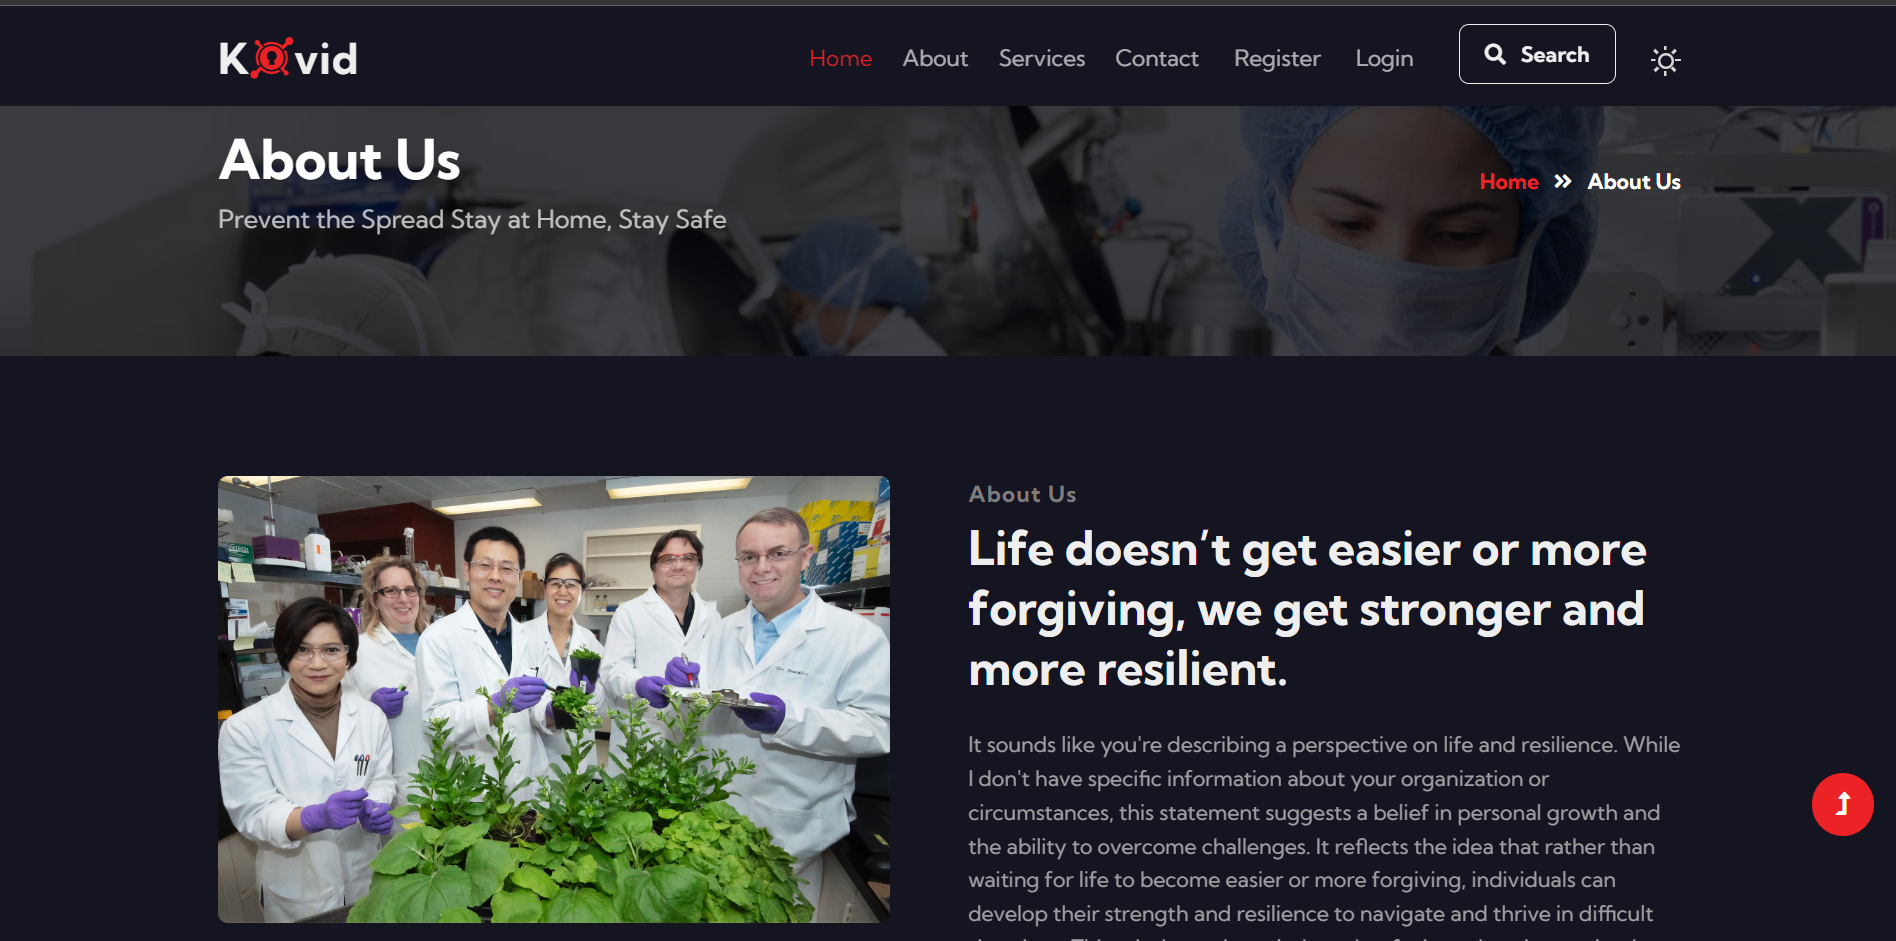 Kovid
Home About Services Contact Register Login Search
About Us
Prevent the Spread Stay at Home, Stay Safe
Home » About Us
About Us
Life doesn’t get easier or more
forgiving, we get stronger and
more resilient.
It sounds like you're describing a perspective on life and resilience. While
I don't have specific information about your organization or
circumstances, this statement suggests a belief in personal growth and
the ability to overcome challenges. It reflects the idea that rather than
waiting for life to become easier or more forgiving, individuals can
develop their strength and resilience to navigate and thrive in difficult